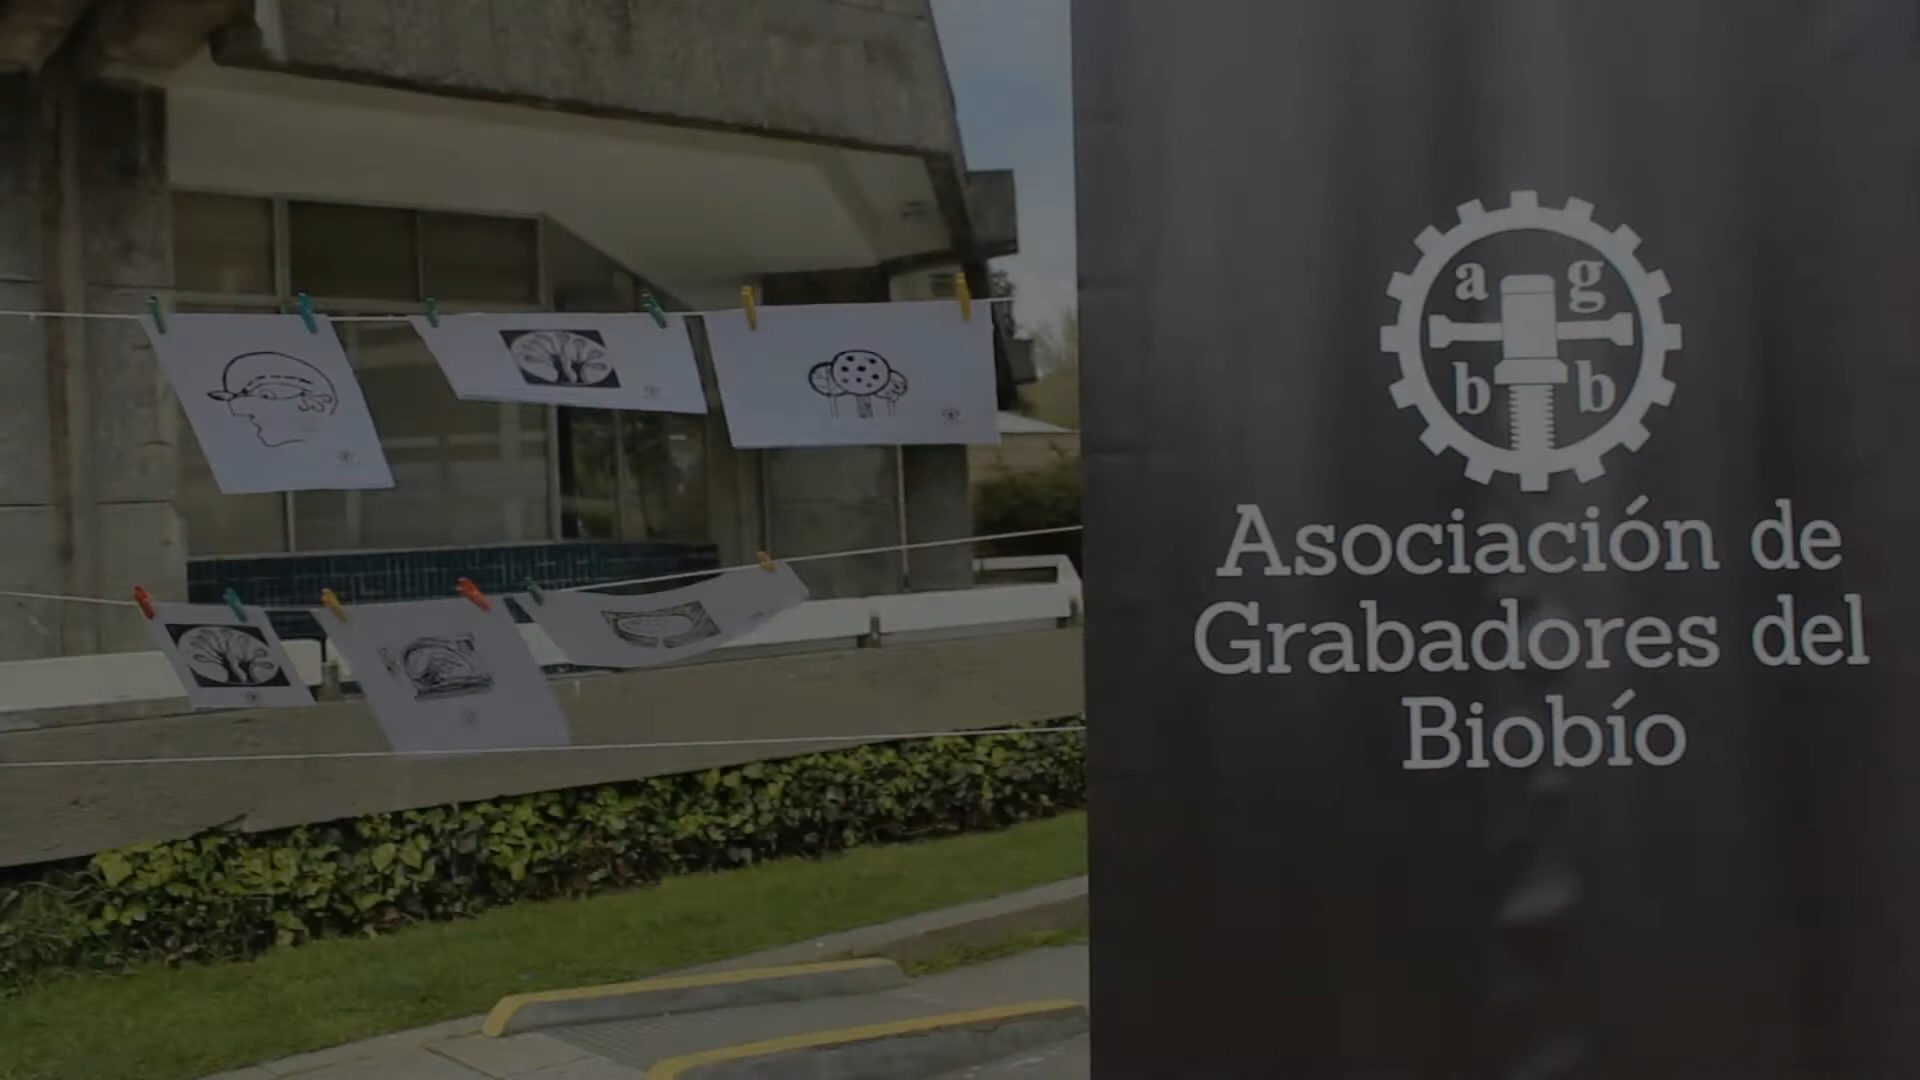 a g
b b
Asociación de
Grabadores del
Biobío